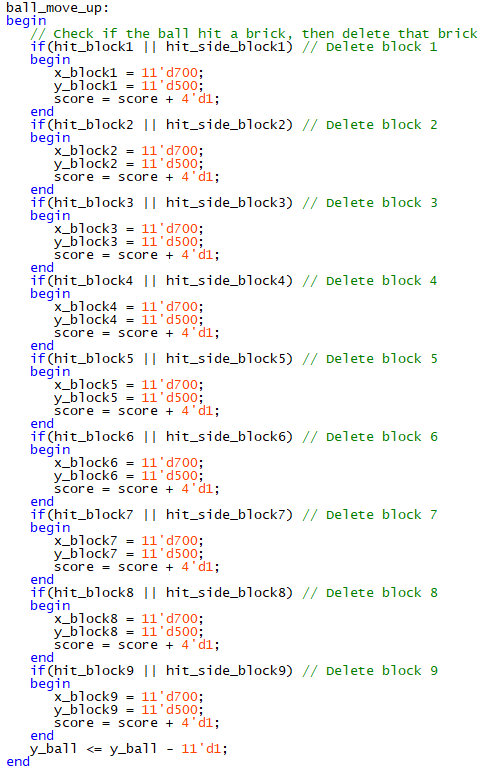 ball_move_up:
begin
   // Check if the ball hit a brick, then delete that brick
   if(hit_block1 || hit_side_block1) // Delete block 1
   begin
      x_block1 = 11'd700;
      y_block1 = 11'd500;
      score = score + 4'd1;
   end
   if(hit_block2 || hit_side_block2) // Delete block 2
   begin
      x_block2 = 11'd700;
      y_block2 = 11'd500;
      score = score + 4'd1;
   end
   if(hit_block3 || hit_side_block3) // Delete block 3
   begin
      x_block3 = 11'd700;
      y_block3 = 11'd500;
      score = score + 4'd1;
   end
   if(hit_block4 || hit_side_block4) // Delete block 4
   begin
      x_block4 = 11'd700;
      y_block4 = 11'd500;
      score = score + 4'd1;
   end
   if(hit_block5 || hit_side_block5) // Delete block 5
   begin
      x_block5 = 11'd700;
      y_block5 = 11'd500;
      score = score + 4'd1;
   end
   if(hit_block6 || hit_side_block6) // Delete block 6
   begin
      x_block6 = 11'd700;
      y_block6 = 11'd500;
      score = score + 4'd1;
   end
   if(hit_block7 || hit_side_block7) // Delete block 7
   begin
      x_block7 = 11'd700;
      y_block7 = 11'd500;
      score = score + 4'd1;
   end
   if(hit_block8 || hit_side_block8) // Delete block 8
   begin
      x_block8 = 11'd700;
      y_block8 = 11'd500;
      score = score + 4'd1;
   end
   if(hit_block9 || hit_side_block9) // Delete block 9
   begin
      x_block9 = 11'd700;
      y_block9 = 11'd500;
      score = score + 4'd1;
   end
   y_ball <= y_ball - 11'd1;
end